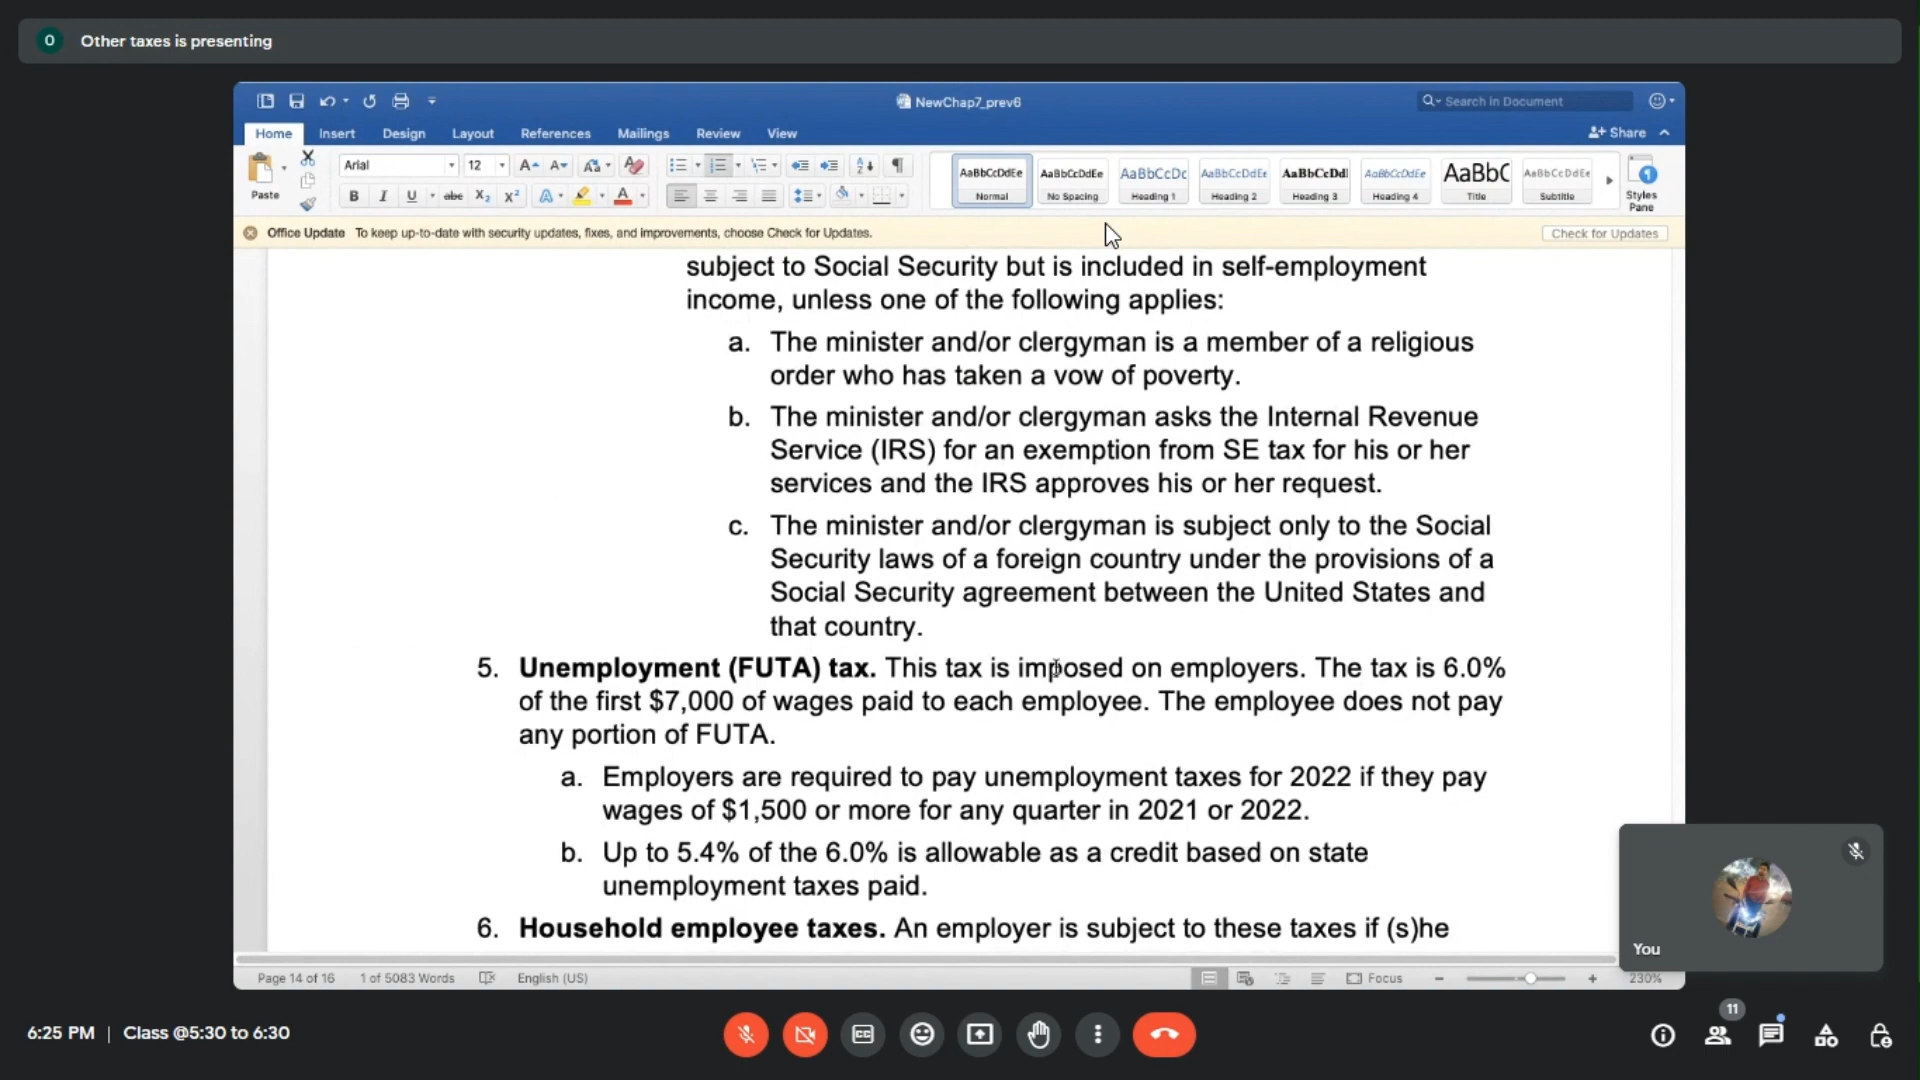 O Other taxes is presenting
NewChap7_prev6
Search in Document
Home Insert Design Layout References Mailings Review View
Share
Paste
Arial 12
B I U abc X₂ X² A A
AaBbCcDdEe AaBbCcDdEe AaBbCcDc AaBbCcDdEe AaBbCcDdI AaBbCcDdEe AaBbC AaBbCcDdEe
Normal No Spacing Heading 1 Heading 2 Heading 3 Heading 4 Title Subtitle
Styles
Pane
Office Update To keep up-to-date with security updates, fixes, and improvements, choose Check for Updates.
Check for Updates
subject to Social Security but is included in self-employment
income, unless one of the following applies:
a. The minister and/or clergyman is a member of a religious
order who has taken a vow of poverty.
b. The minister and/or clergyman asks the Internal Revenue
Service (IRS) for an exemption from SE tax for his or her
services and the IRS approves his or her request.
c. The minister and/or clergyman is subject only to the Social
Security laws of a foreign country under the provisions of a
Social Security agreement between the United States and
that country.
5. Unemployment (FUTA) tax. This tax is imposed on employers. The tax is 6.0%
of the first $7,000 of wages paid to each employee. The employee does not pay
any portion of FUTA.
a. Employers are required to pay unemployment taxes for 2022 if they pay
wages of $1,500 or more for any quarter in 2021 or 2022.
b. Up to 5.4% of the 6.0% is allowable as a credit based on state
unemployment taxes paid.
6. Household employee taxes. An employer is subject to these taxes if (s)he
You
Page 14 of 16 1 of 5083 Words English (US)
Focus
230%
6:25 PM | Class @5:30 to 6:30
CC
11